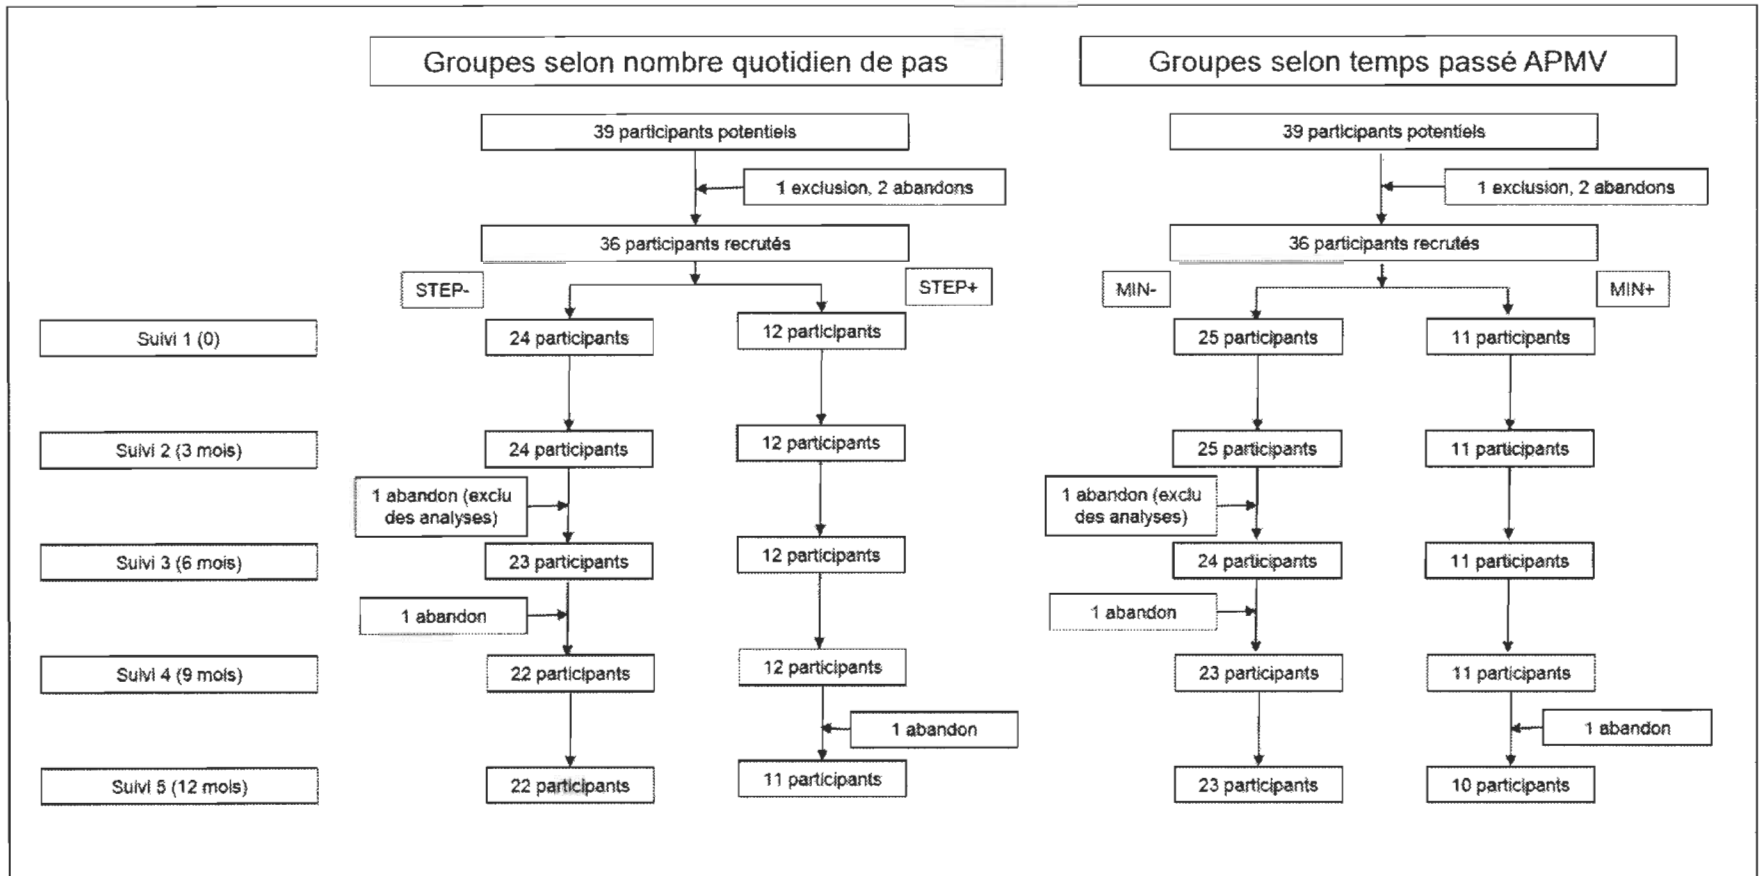 Groupes selon nombre quotidien de pas
Groupes selon temps passé APMV
39 participants potentiels
39 participants potentiels
1 exclusion, 2 abandons
1 exclusion, 2 abandons
36 participants recrutés
36 participants recrutés
STEP-
STEP+
MIN-
MIN+
Suivi 1 (0)
24 participants
12 participants
25 participants
11 participants
Suivi 2 (3 mois)
24 participants
12 participants
25 participants
11 participants
1 abandon (exclu
des analyses)
1 abandon (exclu
des analyses)
Suivi 3 (6 mois)
23 participants
12 participants
24 participants
11 participants
1 abandon
1 abandon
Suivi 4 (9 mois)
22 participants
12 participants
23 participants
11 participants
1 abandon
1 abandon
Suivi 5 (12 mois)
22 participants
11 participants
23 participants
10 participants